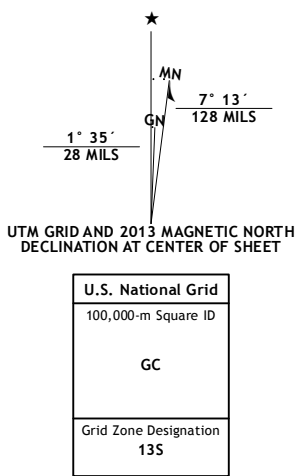 ★
MN
7° 13´
128 MILS
GN
1° 35´
28 MILS
UTM GRID AND 2013 MAGNETIC NORTH
DECLINATION AT CENTER OF SHEET
U.S. National Grid
100,000-m Square ID
GC
Grid Zone Designation
13S